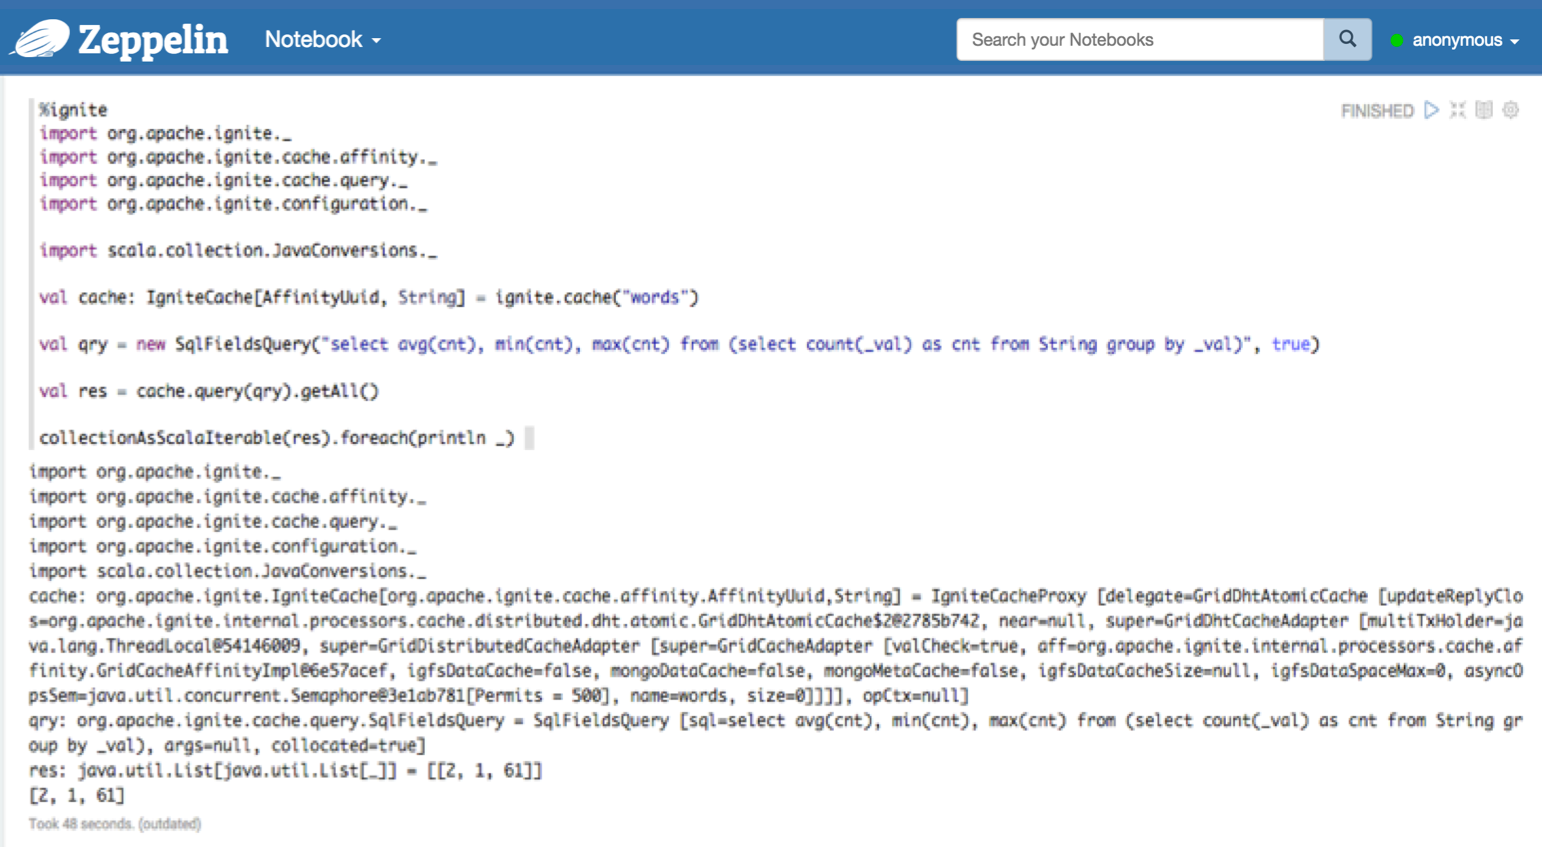 Zeppelin Notebook Search your Notebooks anonymous
%ignite FINISHED
import org.apache.ignite._
import org.apache.ignite.cache.affinity._
import org.apache.ignite.cache.query._
import org.apache.ignite.configuration._
import scala.collection.JavaConversions._
val cache: IgniteCache[AffinityUuid, String] = ignite.cache("words")
val qry = new SqlFieldsQuery("select avg(cnt), min(cnt), max(cnt) from (select count(_val) as cnt from String group by _val)", true)
val res = cache.query(qry).getAll()
collectionAsScalaIterable(res).foreach(println _)
import org.apache.ignite._
import org.apache.ignite.cache.affinity._
import org.apache.ignite.cache.query._
import org.apache.ignite.configuration._
import scala.collection.JavaConversions._
cache: org.apache.ignite.IgniteCache[org.apache.ignite.cache.affinity.AffinityUuid,String] = IgniteCacheProxy [delegate=GridDhtAtomicCache [updateReplyClo
s=org.apache.ignite.internal.processors.cache.distributed.dht.atomic.GridDhtAtomicCache$2@2785b742, near=null, super=GridDhtCacheAdapter [multiTxHolder=ja
va.lang.ThreadLocal@54146009, super=GridDistributedCacheAdapter [super=GridCacheAdapter [valCheck=true, aff=org.apache.ignite.internal.processors.cache.af
finity.GridCacheAffinityImpl@6e57acef, igfsDataCache=false, mongoDataCache=false, mongoMetaCache=false, igfsDataCacheSize=null, igfsDataSpaceMax=0, asyncO
psSem=java.util.concurrent.Semaphore@3e1ab781[Permits = 500], name=words, size=0]]]], opCtx=null]
qry: org.apache.ignite.cache.query.SqlFieldsQuery = SqlFieldsQuery [sql=select avg(cnt), min(cnt), max(cnt) from (select count(_val) as cnt from String gr
oup by _val), args=null, collocated=true]
res: java.util.List[java.util.List[_]] = [[2, 1, 61]]
[2, 1, 61]
Took 48 seconds. (outdated)